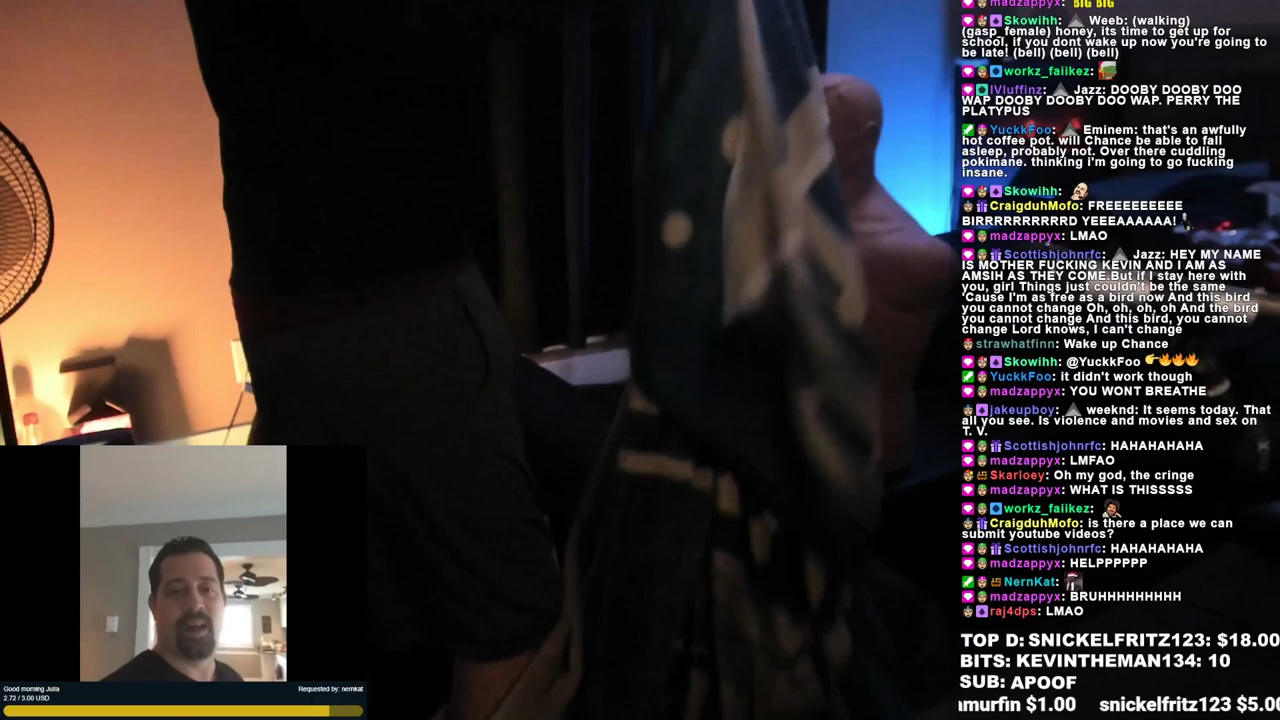 madzappyx: BIG BIG
Skowihh: Weeb: (walking)
(gasp_female) honey, its time to get up for
school, if you dont wake up now you're going to
be late! (bell) (bell) (bell)
workz_faiikez:
IVluffinz: Jazz: DOOBY DOOBY DOO
WAP DOOBY DOOBY DOO WAP. PERRY THE
PLATYPUS
YuckkFoo: Eminem: that's an awfully
hot coffee pot. will Chance be able to fall
asleep, probably not. Over there cuddling
pokimane. thinking i'm going to go fucking
insane.
Skowihh:
CraigduhMofo: FREEEEEEEEE
BIRRRRRRRRRD YEEEAAAAAA!
madzappyx: LMAO
Scottishjohnrfc: Jazz: HEY MY NAME
IS MOTHER FUCKING KEVIN AND I AM AS
AMSIH AS THEY COME.But if I stay here with
you, girl Things just couldn't be the same
'Cause I'm as free as a bird now And this bird
you cannot change Oh, oh, oh, oh And the bird
you cannot change And this bird, you cannot
change Lord knows, I can't change
strawhatfinn: Wake up Chance
Skowihh: @YuckkFoo 👉🔥🔥🔥
YuckkFoo: it didn't work though
madzappyx: YOU WONT BREATHE
jakeupboy: weeknd: It seems today. That
all you see. Is violence and movies and sex on
T. V.
Scottishjohnrfc: HAHAHAHAHA
madzappyx: LMFAO
Skarloey: Oh my god, the cringe
madzappyx: WHAT IS THISSSSS
workz_faiikez:
CraigduhMofo: is there a place we can
submit youtube videos?
Scottishjohnrfc: HAHAHAHAHA
madzappyx: HELPPPPPP
NernKat:
madzappyx: BRUHHHHHHHHH
raj4dps: LMAO
TOP D: SNICKELFRITZ123: $18.00
BITS: KEVINTHEMAN134: 10
SUB: APOOF
amurfin $1.00 snickelfritz123 $5.00
Good morning Julia Requested by: nernkat
2.72 / 3.00 USD